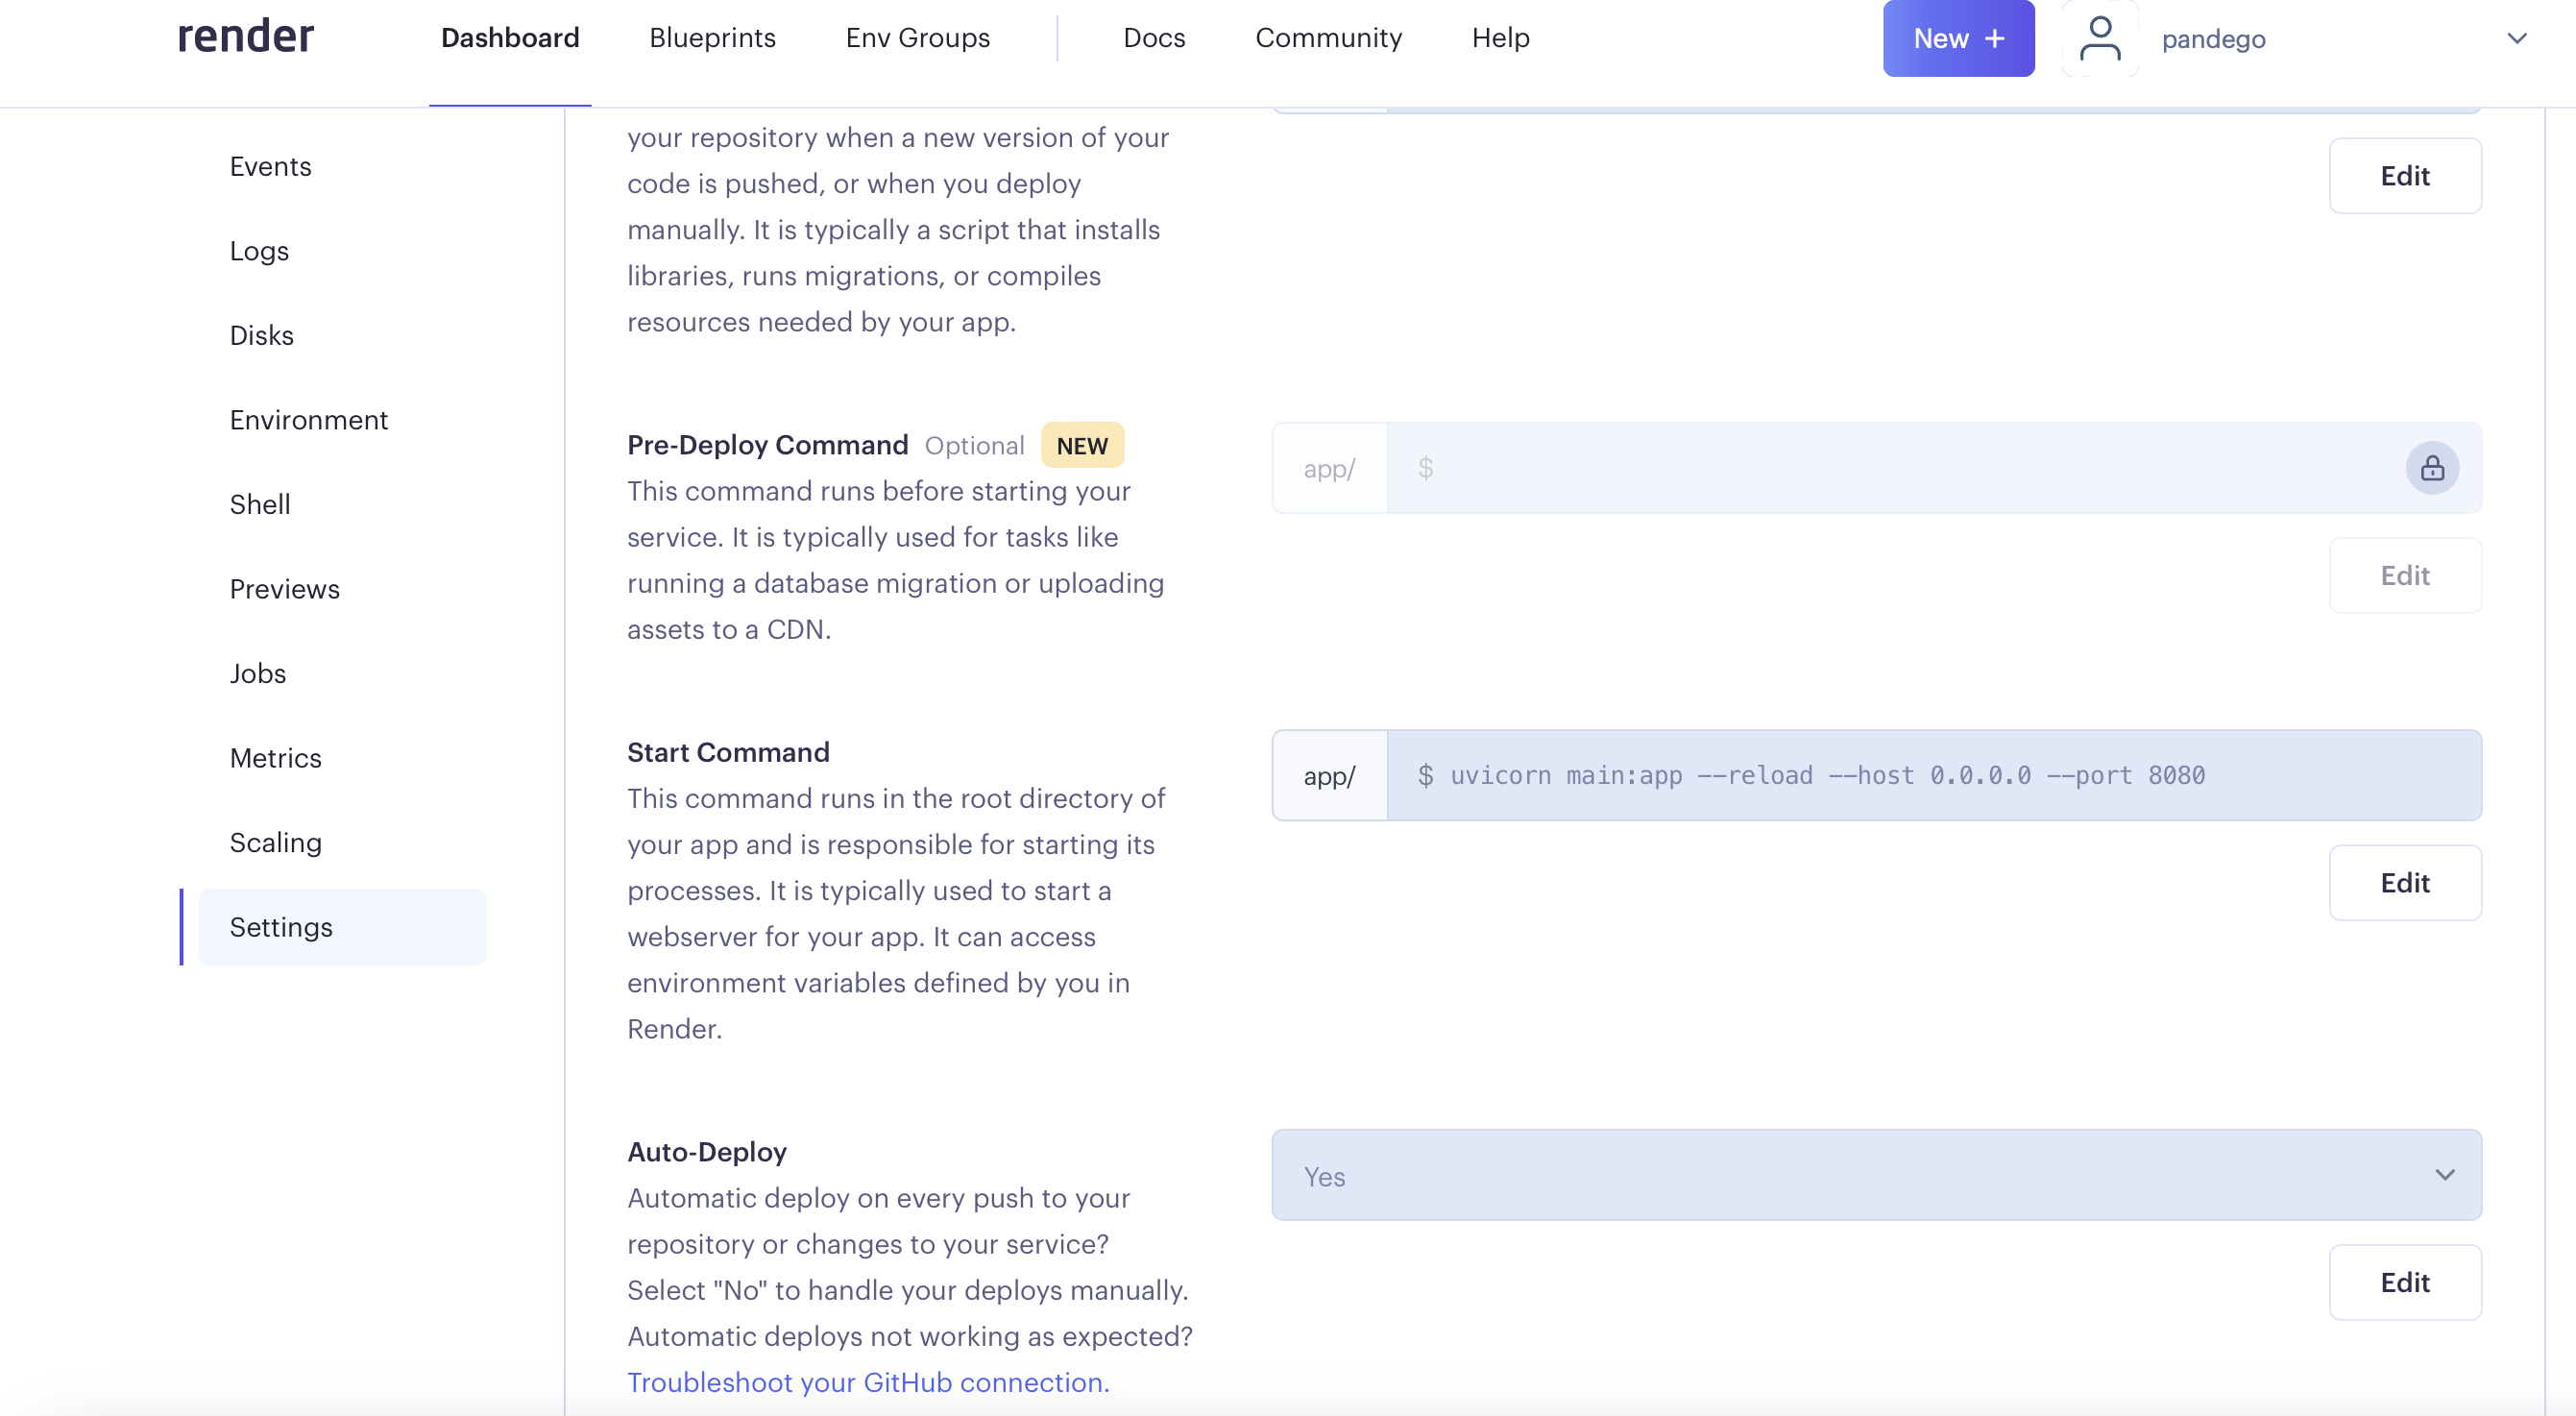 render
Dashboard
Blueprints
Env Groups
Docs
Community
Help
New +
pandego
Events
Logs
Disks
Environment
Shell
Previews
Jobs
Metrics
Scaling
Settings
your repository when a new version of your
code is pushed, or when you deploy
manually. It is typically a script that installs
libraries, runs migrations, or compiles
resources needed by your app.
Edit
Pre-Deploy Command Optional NEW
This command runs before starting your
service. It is typically used for tasks like
running a database migration or uploading
assets to a CDN.
app/ $
Edit
Start Command
This command runs in the root directory of
your app and is responsible for starting its
processes. It is typically used to start a
webserver for your app. It can access
environment variables defined by you in
Render.
app/ $ uvicorn main:app --reload --host 0.0.0.0 --port 8080
Edit
Auto-Deploy
Automatic deploy on every push to your
repository or changes to your service?
Select "No" to handle your deploys manually.
Automatic deploys not working as expected?
Troubleshoot your GitHub connection.
Yes
Edit